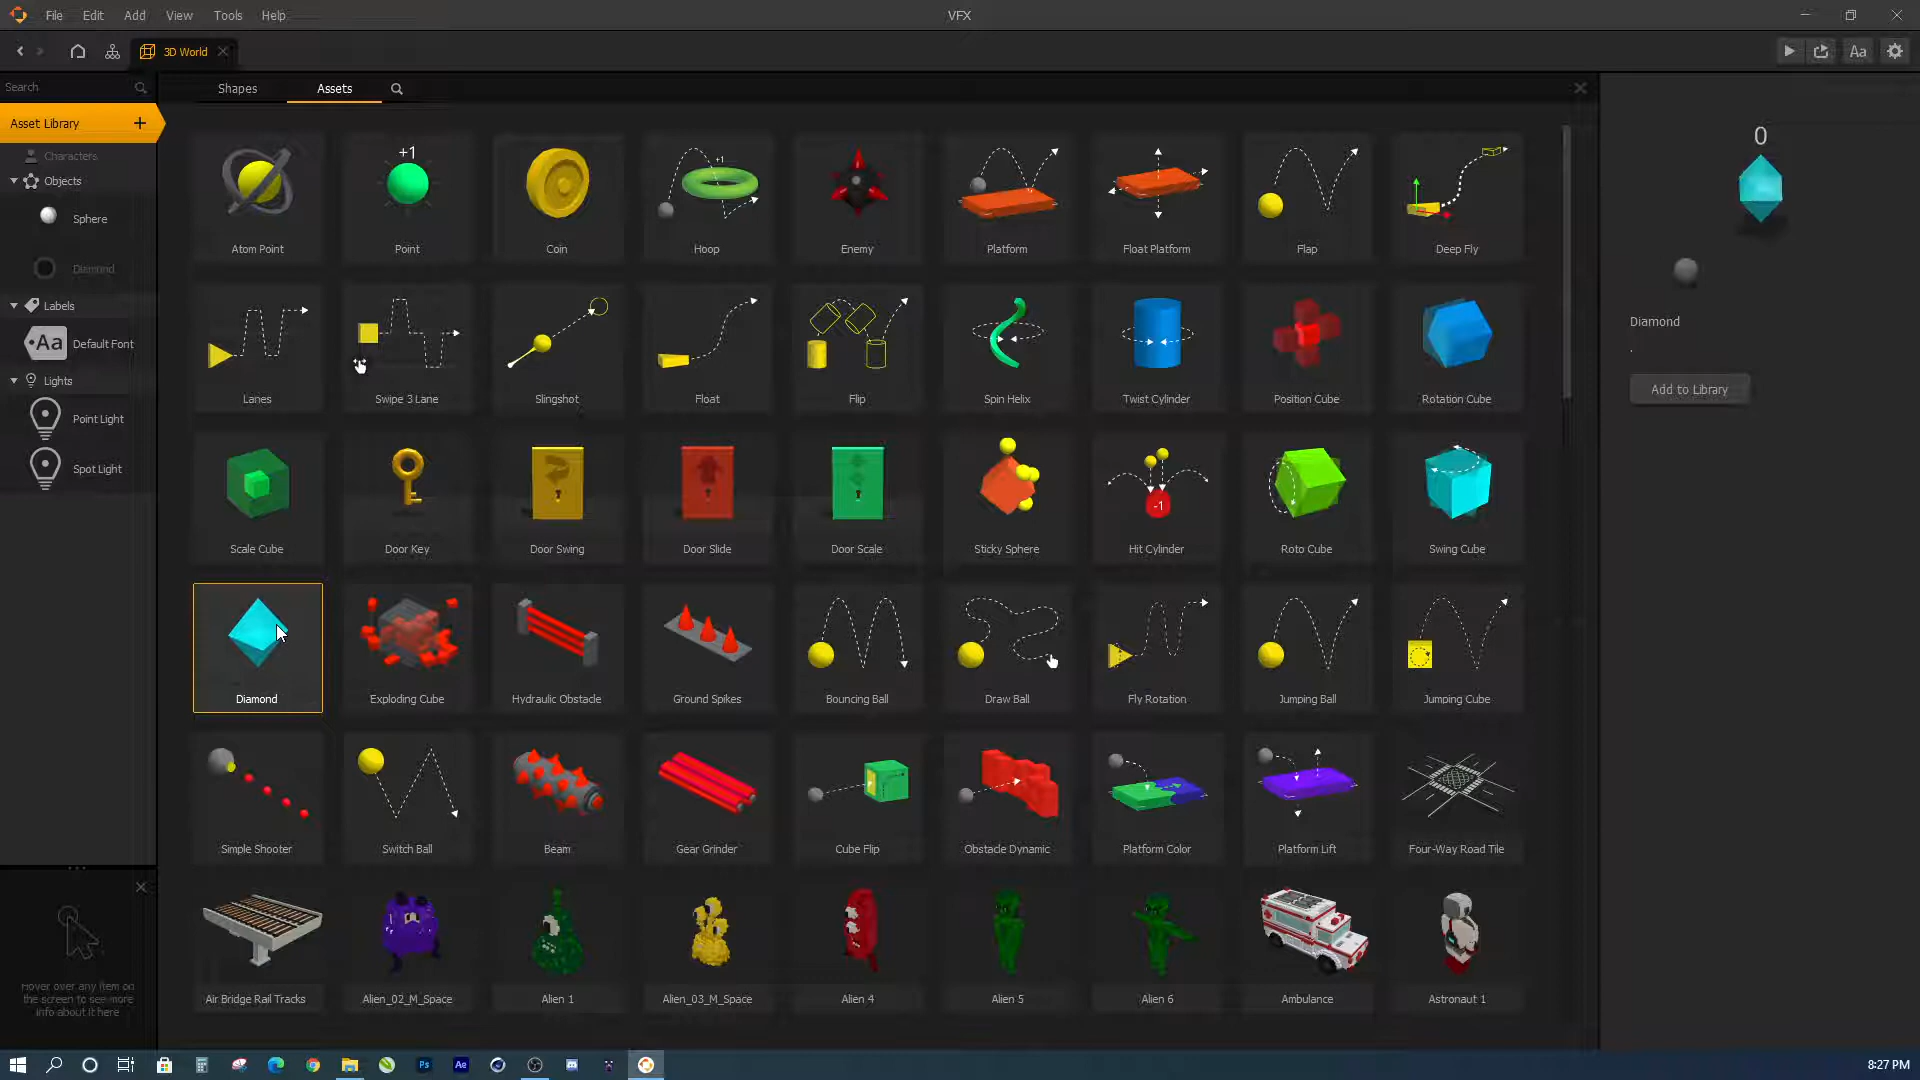 File Edit Add View Tools Help
VFX
3D World
Aa
Search
Shapes Assets
Asset Library +
Characters
Objects
Sphere
Diamond
Labels
Aa Default Font
Lights
Point Light
Spot Light
+1
+1
Atom Point Point Coin Hoop Enemy Platform Float Platform Flap Deep Fly
Lanes Swipe 3 Lane Slingshot Float Flip Spin Helix Twist Cylinder Position Cube Rotation Cube
-1
Scale Cube Door Key Door Swing Door Slide Door Scale Sticky Sphere Hit Cylinder Roto Cube Swing Cube
Diamond Exploding Cube Hydraulic Obstacle Ground Spikes Bouncing Ball Draw Ball Fly Rotation Jumping Ball Jumping Cube
Simple Shooter Switch Ball Beam Gear Grinder Cube Flip Obstacle Dynamic Platform Color Platform Lift Four-Way Road Tile
Air Bridge Rail Tracks Alien_02_M_Space Alien 1 Alien_03_M_Space Alien 4 Alien 5 Alien 6 Ambulance Astronaut 1
0
Diamond
.
Add to Library
Hover over any item on
the screen to see more
info about it here
Ps Ae
8:27 PM